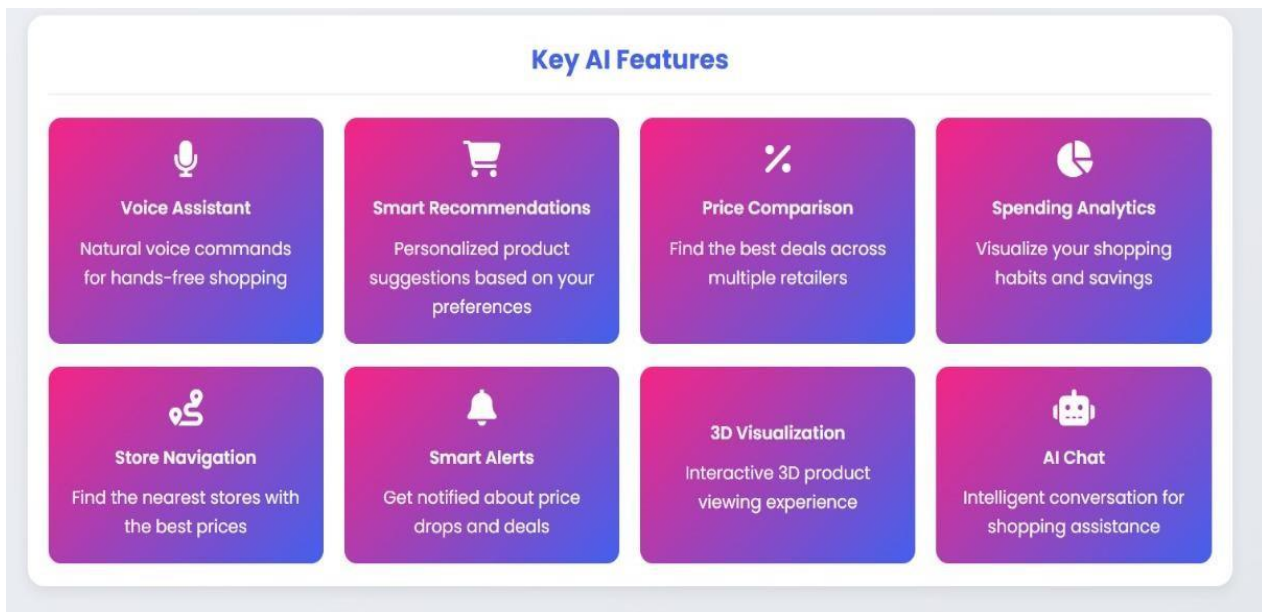 Key AI Features
Voice Assistant
Natural voice commands
for hands-free shopping
Smart Recommendations
Personalized product
suggestions based on your
preferences
Price Comparison
Find the best deals across
multiple retailers
Spending Analytics
Visualize your shopping
habits and savings
Store Navigation
Find the nearest stores with
the best prices
Smart Alerts
Get notified about price
drops and deals
3D Visualization
Interactive 3D product
viewing experience
AI Chat
Intelligent conversation for
shopping assistance